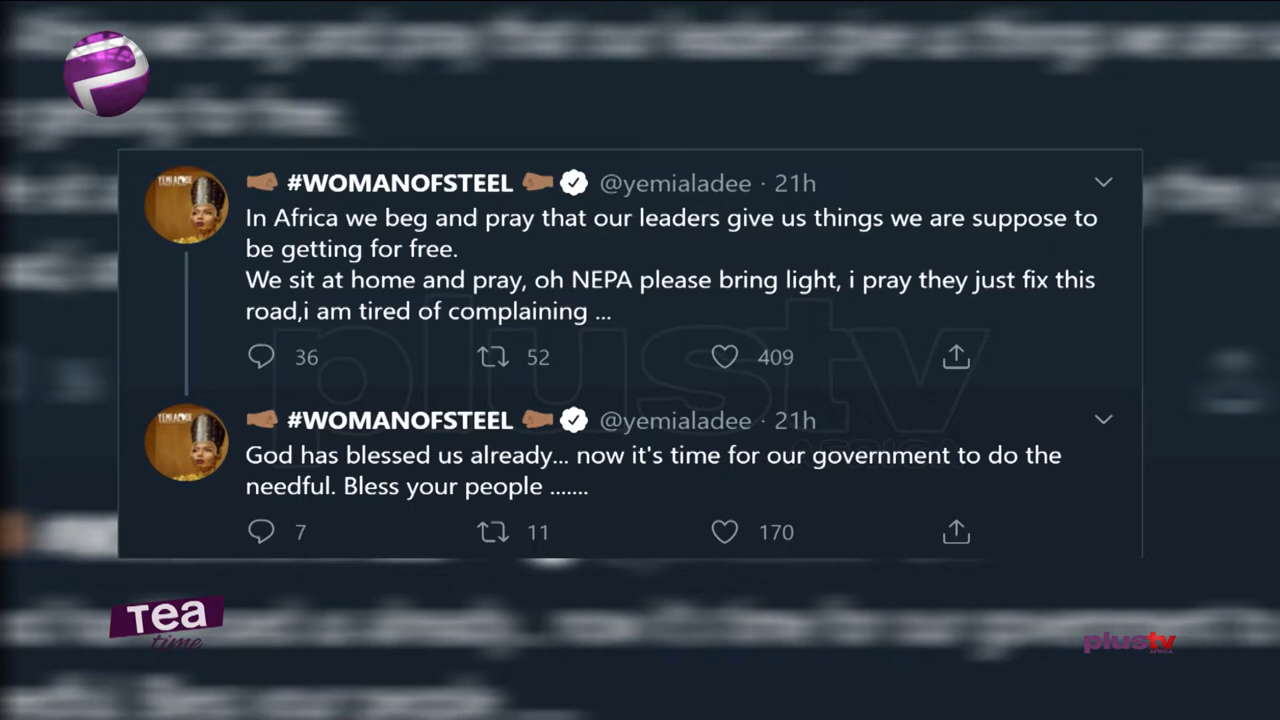 #WOMANOFSTEEL @yemialadee · 21h
In Africa we beg and pray that our leaders give us things we are suppose to
be getting for free.
We sit at home and pray, oh NEPA please bring light, i pray they just fix this
road,i am tired of complaining ...
36 52 409
#WOMANOFSTEEL @yemialadee · 21h
God has blessed us already... now it's time for our government to do the
needful. Bless your people .......
7 11 170
plustv
AFRICA
Tea
time
plustv
AFRICA